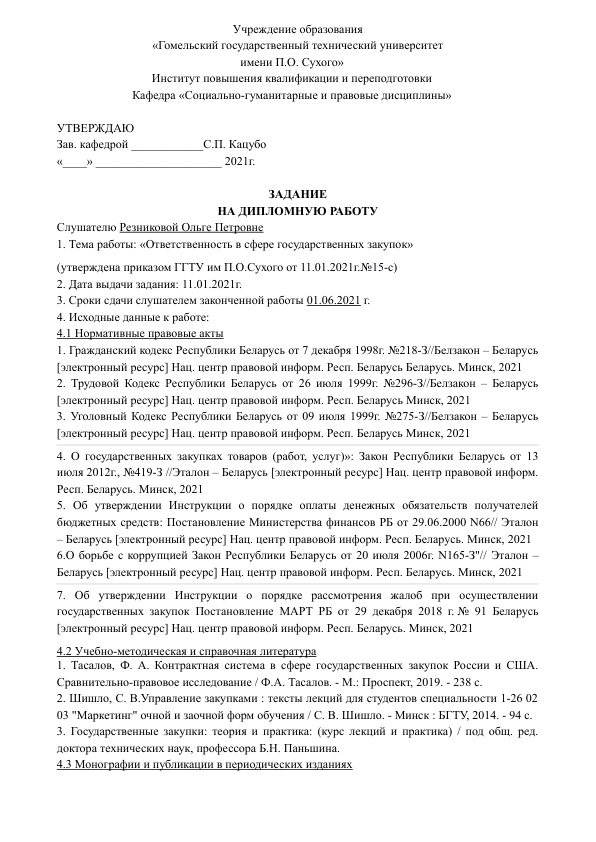 Учреждение образования
«Гомельский государственный технический университет
имени П.О. Сухого»
Институт повышения квалификации и переподготовки
Кафедра «Социально-гуманитарные и правовые дисциплины»
УТВЕРЖДАЮ
Зав. кафедрой ____________С.П. Кацубо
«____» _____________________ 2021г.
ЗАДАНИЕ
НА ДИПЛОМНУЮ РАБОТУ
Слушателю Резниковой Ольге Петровне
1. Тема работы: «Ответственность в сфере государственных закупок»
(утверждена приказом ГГТУ им П.О.Сухого от 11.01.2021г.№15-с)
2. Дата выдачи задания: 11.01.2021г.
3. Сроки сдачи слушателем законченной работы 01.06.2021 г.
4. Исходные данные к работе:
4.1 Нормативные правовые акты
1. Гражданский кодекс Республики Беларусь от 7 декабря 1998г. №218-З//Белзакон – Беларусь
[электронный ресурс] Нац. центр правовой информ. Респ. Беларусь Беларусь. Минск, 2021
2. Трудовой Кодекс Республики Беларусь от 26 июля 1999г. №296-З//Белзакон – Беларусь
[электронный ресурс] Нац. центр правовой информ. Респ. Беларусь Минск, 2021
3. Уголовный Кодекс Республики Беларусь от 09 июля 1999г. №275-З//Белзакон – Беларусь
[электронный ресурс] Нац. центр правовой информ. Респ. Беларусь Минск, 2021
4. О государственных закупках товаров (работ, услуг)»: Закон Республики Беларусь от 13
июля 2012г., №419-З //Эталон – Беларусь [электронный ресурс] Нац. центр правовой информ.
Респ. Беларусь. Минск, 2021
5. Об утверждении Инструкции о порядке оплаты денежных обязательств получателей
бюджетных средств: Постановление Министерства финансов РБ от 29.06.2000 N66// Эталон
– Беларусь [электронный ресурс] Нац. центр правовой информ. Респ. Беларусь. Минск, 2021
6.О борьбе с коррупцией Закон Республики Беларусь от 20 июля 2006г. N165-З"// Эталон –
Беларусь [электронный ресурс] Нац. центр правовой информ. Респ. Беларусь. Минск, 2021
7. Об утверждении Инструкции о порядке рассмотрения жалоб при осуществлении
государственных закупок Постановление МАРТ РБ от 29 декабря 2018 г. № 91 Беларусь
[электронный ресурс] Нац. центр правовой информ. Респ. Беларусь. Минск, 2021
4.2 Учебно-методическая и справочная литература
1. Тасалов, Ф. А. Контрактная система в сфере государственных закупок России и США.
Сравнительно-правовое исследование / Ф.А. Тасалов. - М.: Проспект, 2019. - 238 с.
2. Шишло, С. В.Управление закупками : тексты лекций для студентов специальности 1-26 02
03 "Маркетинг" очной и заочной форм обучения / С. В. Шишло. - Минск : БГТУ, 2014. - 94 с.
3. Государственные закупки: теория и практика: (курс лекций и практика) / под общ. ред.
доктора технических наук, профессора Б.Н. Паньшина.
4.3 Монографии и публикации в периодических изданиях